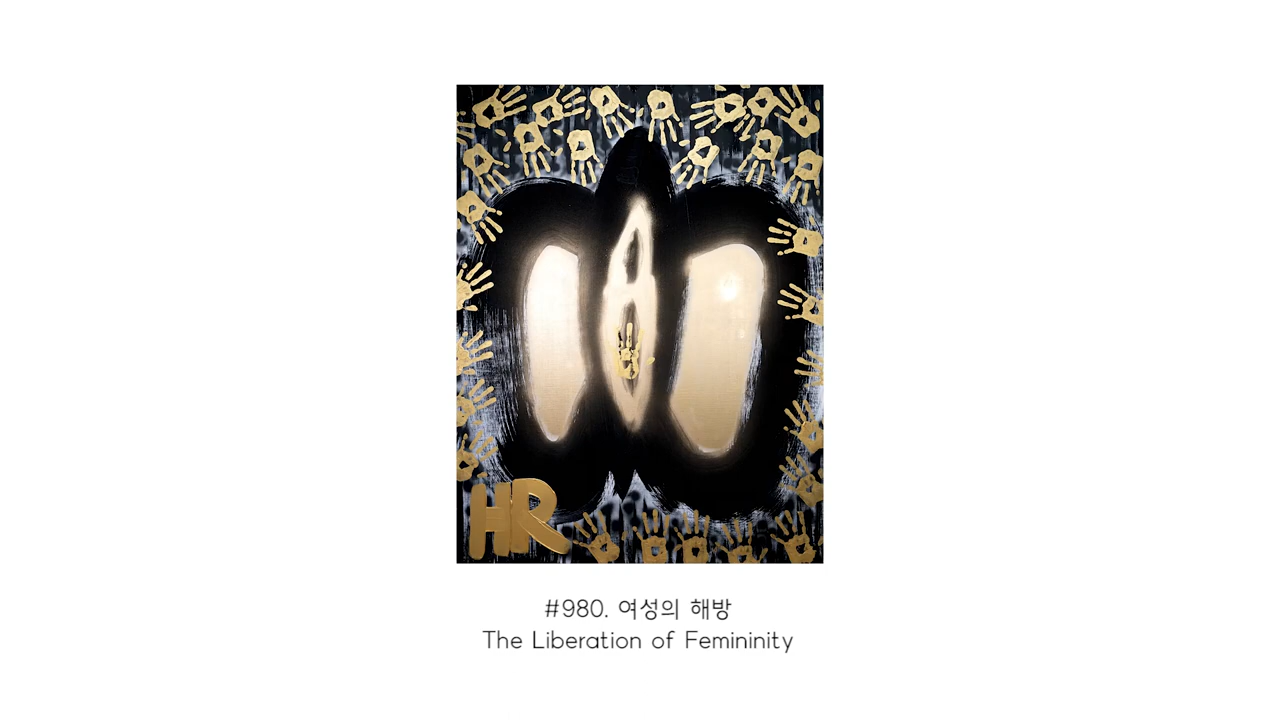 HR
#980. 여성의 해방
The Liberation of Femininity